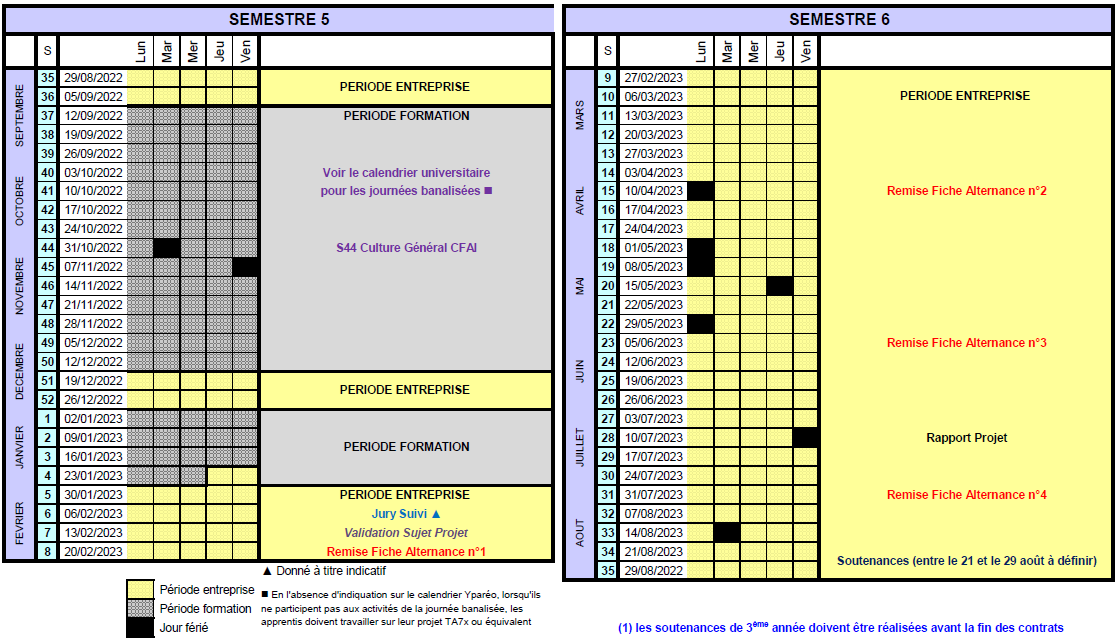 SEMESTRE 5
S Lun Mar Mer Jeu Ven
SEPTEMBRE
35 29/08/2022
PERIODE ENTREPRISE
36 05/09/2022
37 12/09/2022 PERIODE FORMATION
38 19/09/2022
39 26/09/2022
OCTOBRE
40 03/10/2022 Voir le calendrier universitaire
41 10/10/2022 pour les journées banalisées ■
42 17/10/2022
43 24/10/2022
44 31/10/2022 S44 Culture Général CFAI
NOVEMBRE
45 07/11/2022
46 14/11/2022
47 21/11/2022
48 28/11/2022
DECEMBRE
49 05/12/2022
50 12/12/2022
51 19/12/2022
PERIODE ENTREPRISE
52 26/12/2022
JANVIER
1 02/01/2023
2 09/01/2023
PERIODE FORMATION
3 16/01/2023
4 23/01/2023
FEVRIER
5 30/01/2023 PERIODE ENTREPRISE
6 06/02/2023 Jury Suivi ▲
7 13/02/2023 Validation Sujet Projet
8 20/02/2023 Remise Fiche Alternance n°1
▲ Donné à titre indicatif
Période entreprise
Période formation
Jour férié
■ En l'absence d'indiquation sur le calendrier Yparéo, lorsqu'ils
ne participent pas aux activités de la journée banalisée, les
apprentis doivent travailler sur leur projet TA7x ou équivalent
SEMESTRE 6
S Lun Mar Mer Jeu Ven
MARS
9 27/02/2023
10 06/03/2023 PERIODE ENTREPRISE
11 13/03/2023
12 20/03/2023
13 27/03/2023
AVRIL
14 03/04/2023
15 10/04/2023 Remise Fiche Alternance n°2
16 17/04/2023
17 24/04/2023
MAI
18 01/05/2023
19 08/05/2023
20 15/05/2023
21 22/05/2023
22 29/05/2023
JUIN
23 05/06/2023 Remise Fiche Alternance n°3
24 12/06/2023
25 19/06/2023
26 26/06/2023
JUILLET
27 03/07/2023
28 10/07/2023 Rapport Projet
29 17/07/2023
30 24/07/2023
AOUT
31 31/07/2023 Remise Fiche Alternance n°4
32 07/08/2023
33 14/08/2023
34 21/08/2023
Soutenances (entre le 21 et le 29 août à définir)
35 29/08/2022
(1) les soutenances de 3ème année doivent être réalisées avant la fin des contrats